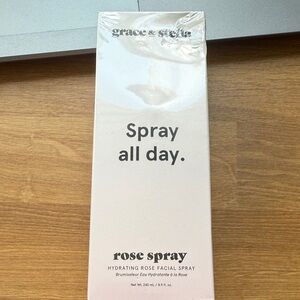 grace & stella
Spray
all day.
rose spray
HYDRATING ROSE FACIAL SPRAY
Brumisateur Eau Hydratante à la Rose
Net Wt. 240 mL / 8.11 fl. oz.